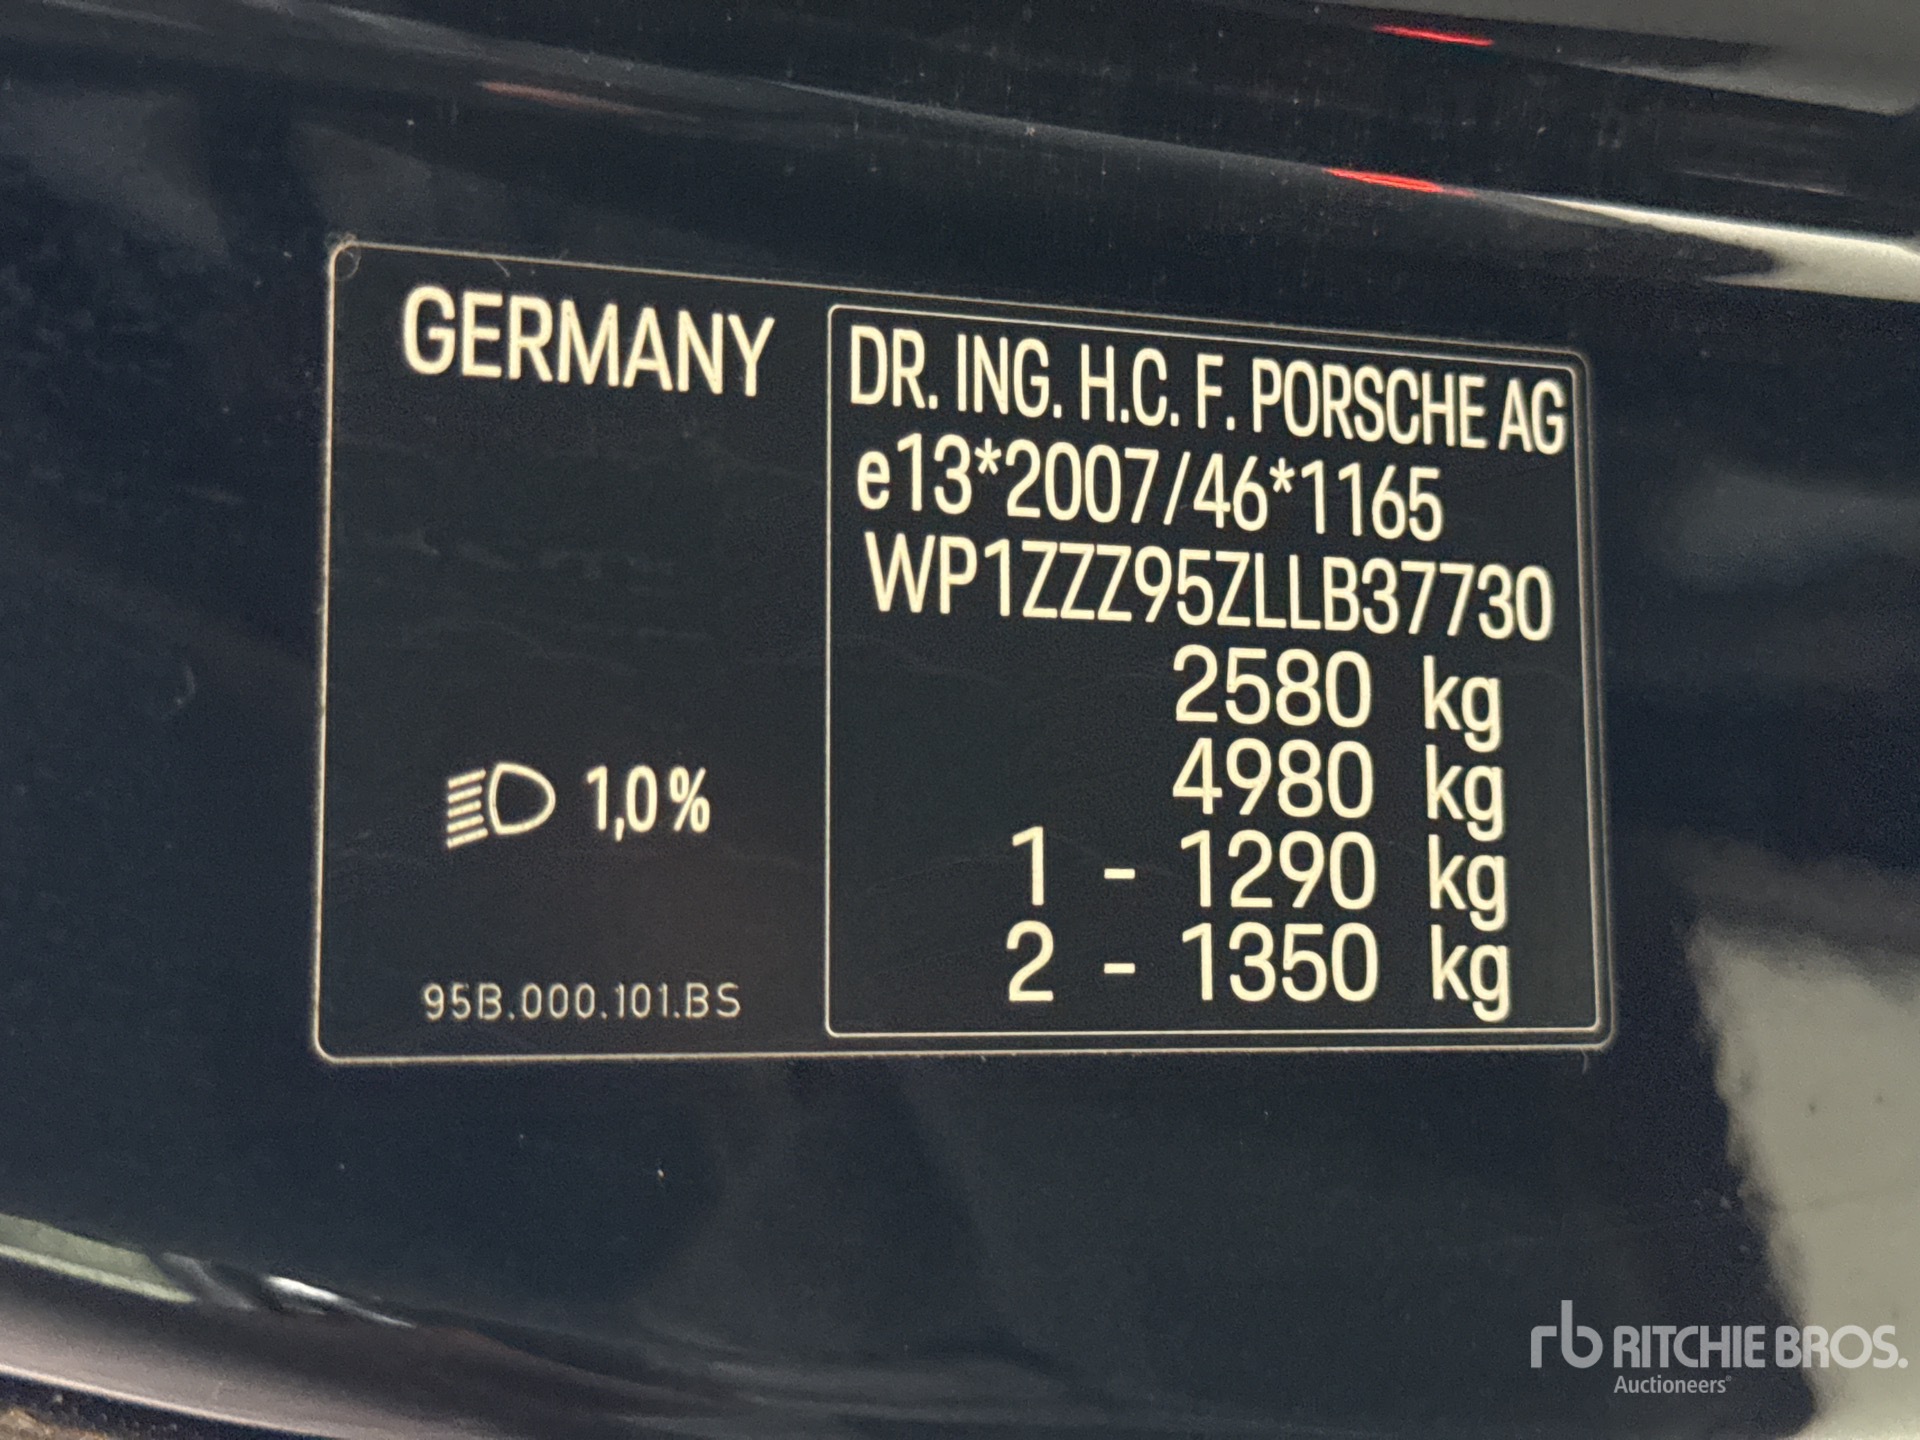 GERMANY
DR. ING. H.C. F. PORSCHE AG
e13*2007/46*1165
WP1ZZZ95ZLLB37730
2580 kg
4980 kg
1 - 1290 kg
2 - 1350 kg
1,0%
95B.000.101.BS
rb RITCHIE BROS.
Auctioneers®